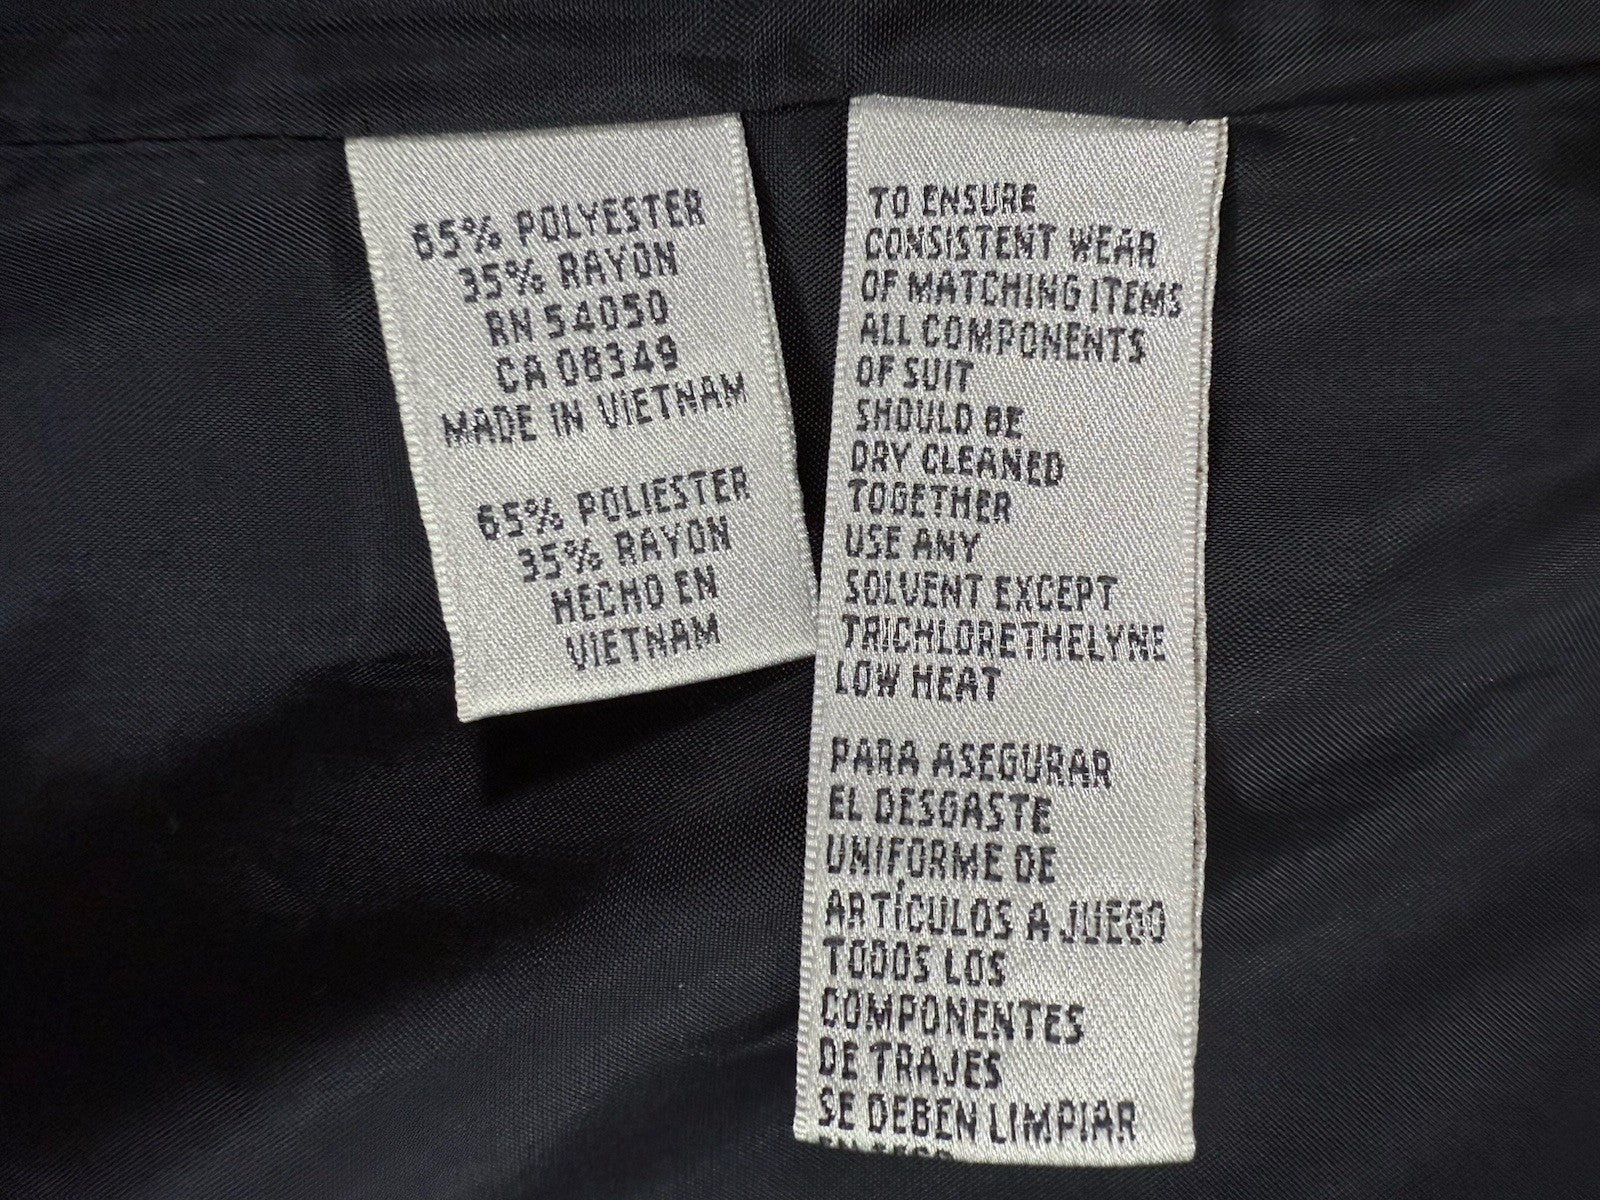 65% POLYESTER
35% RAYON
RN 54050
CA 08349
MADE IN VIETNAM
65% POLIESTER
35% RAYON
HECHO EN
VIETNAM
TO ENSURE
CONSISTENT WEAR
OF MATCHING ITEMS
ALL COMPONENTS
OF SUIT
SHOULD BE
DRY CLEANED
TOGETHER
USE ANY
SOLVENT EXCEPT
TRICHLORETHELYNE
LOW HEAT
PARA ASEGURAR
EL DESGASTE
UNIFORME DE
ARTÍCULOS A JUEGO
TODOS LOS
COMPONENTES
DE TRAJES
SE DEBEN LIMPIAR